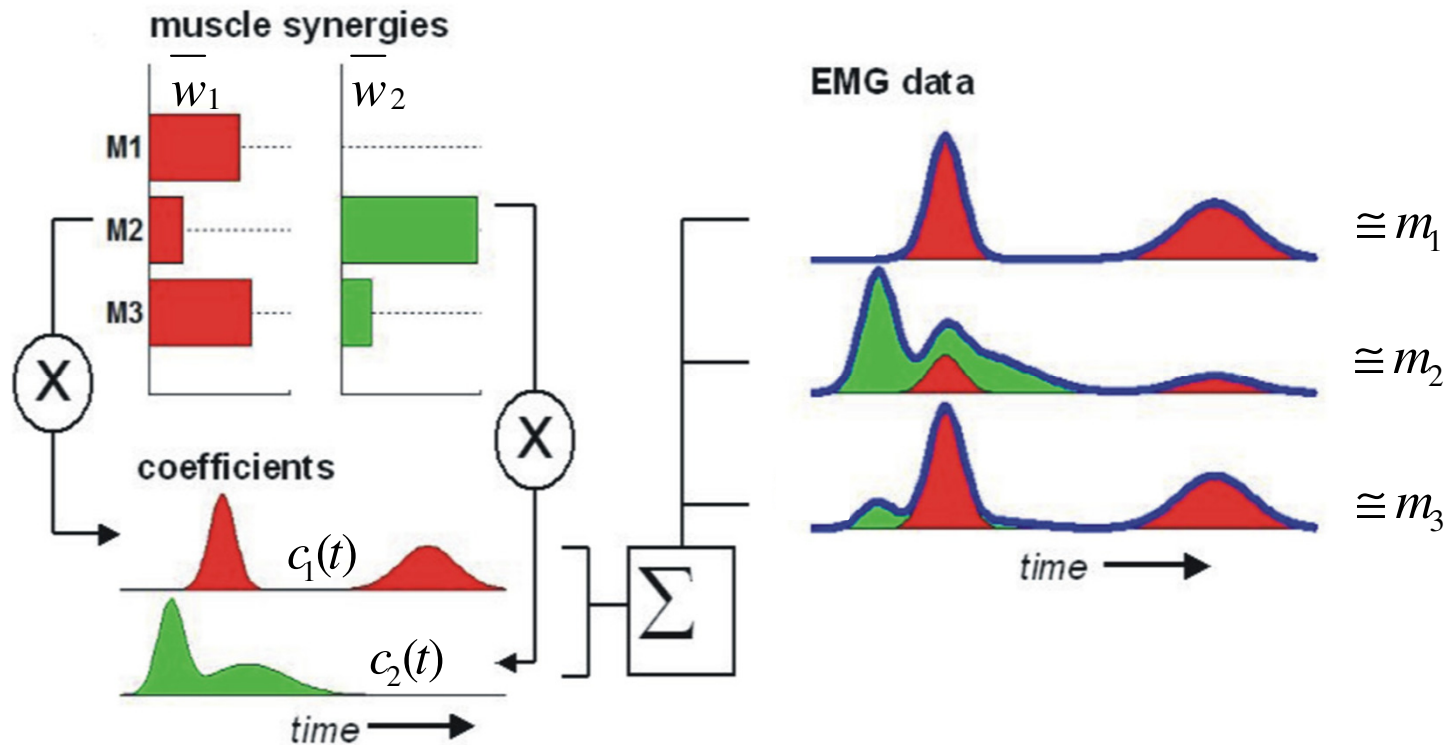 muscle synergies
w̅₁ w̅₂
M1
M2
M3
X
X
coefficients
c₁(t)
c₂(t)
time
Σ
EMG data
≅ m₁
≅ m₂
≅ m₃
time